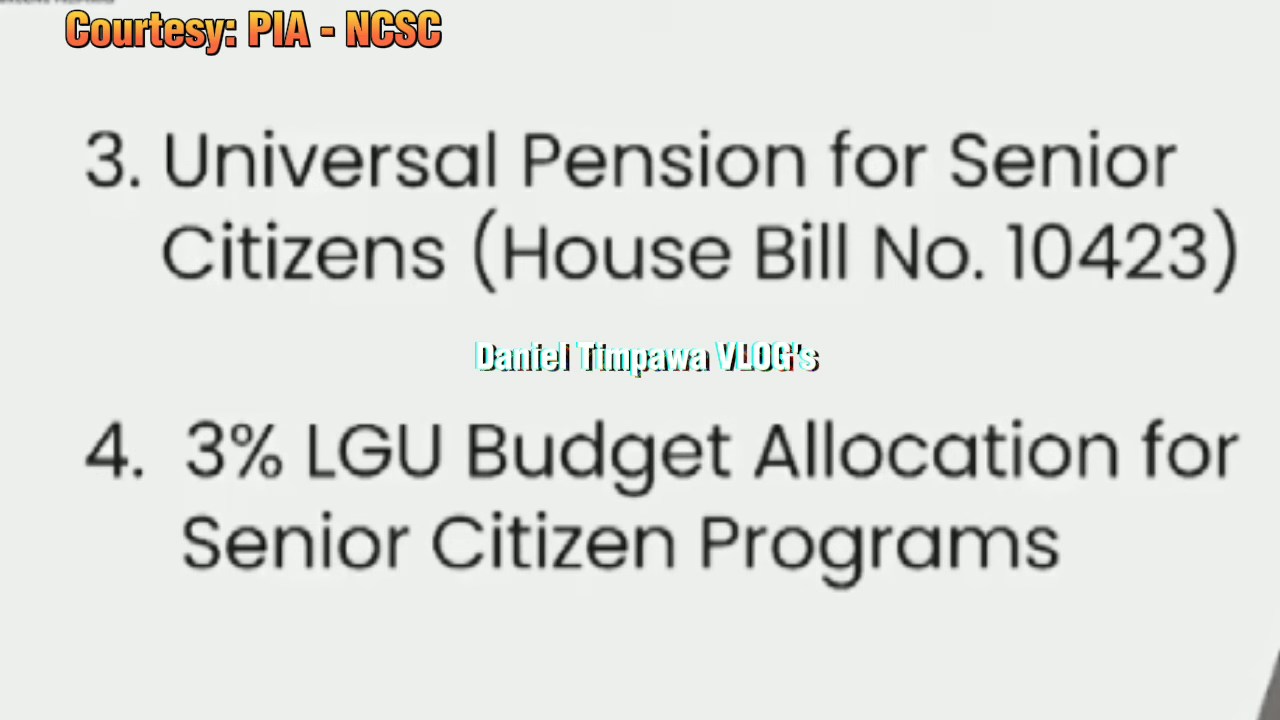 Courtesy: PIA - NCSC
3. Universal Pension for Senior
Citizens (House Bill No. 10423)
Daniel Timpawa VLOG's
4. 3% LGU Budget Allocation for
Senior Citizen Programs